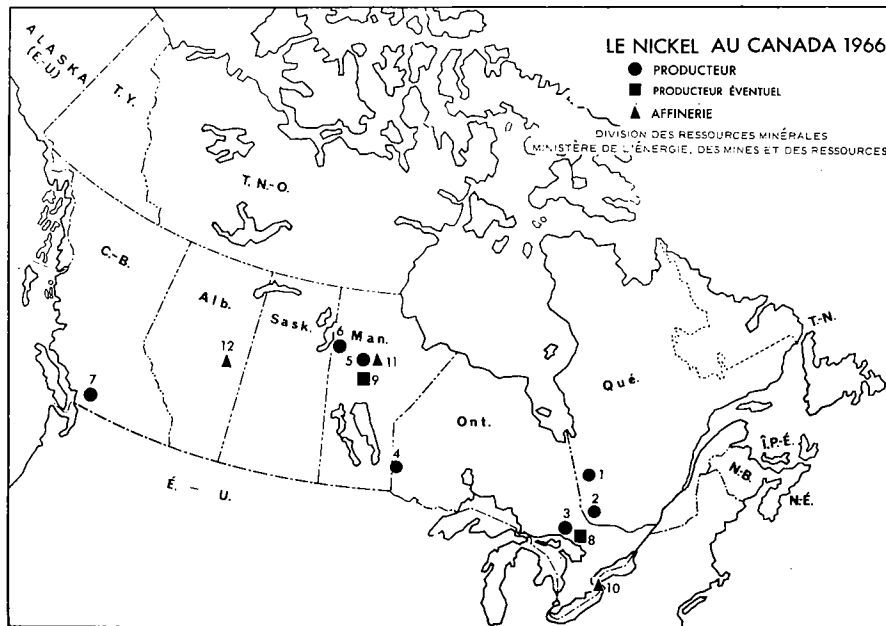 LE NICKEL AU CANADA 1966
PRODUCTEUR
PRODUCTEUR ÉVENTUEL
AFFINERIE
DIVISION DES RESSOURCES MINÉRALES
MINISTÈRE DE L'ÉNERGIE, DES MINES ET DES RESSOURCES
ALASKA
(É.-U.)
T.Y.
T.N.-O.
C.-B.
Alb.
Sask.
Man.
Ont.
Qué.
T.-N.
Î.P.-É.
N.-B.
N.-É.
É. – U.
12
6
5
11
9
7
4
1
2
3
8
10